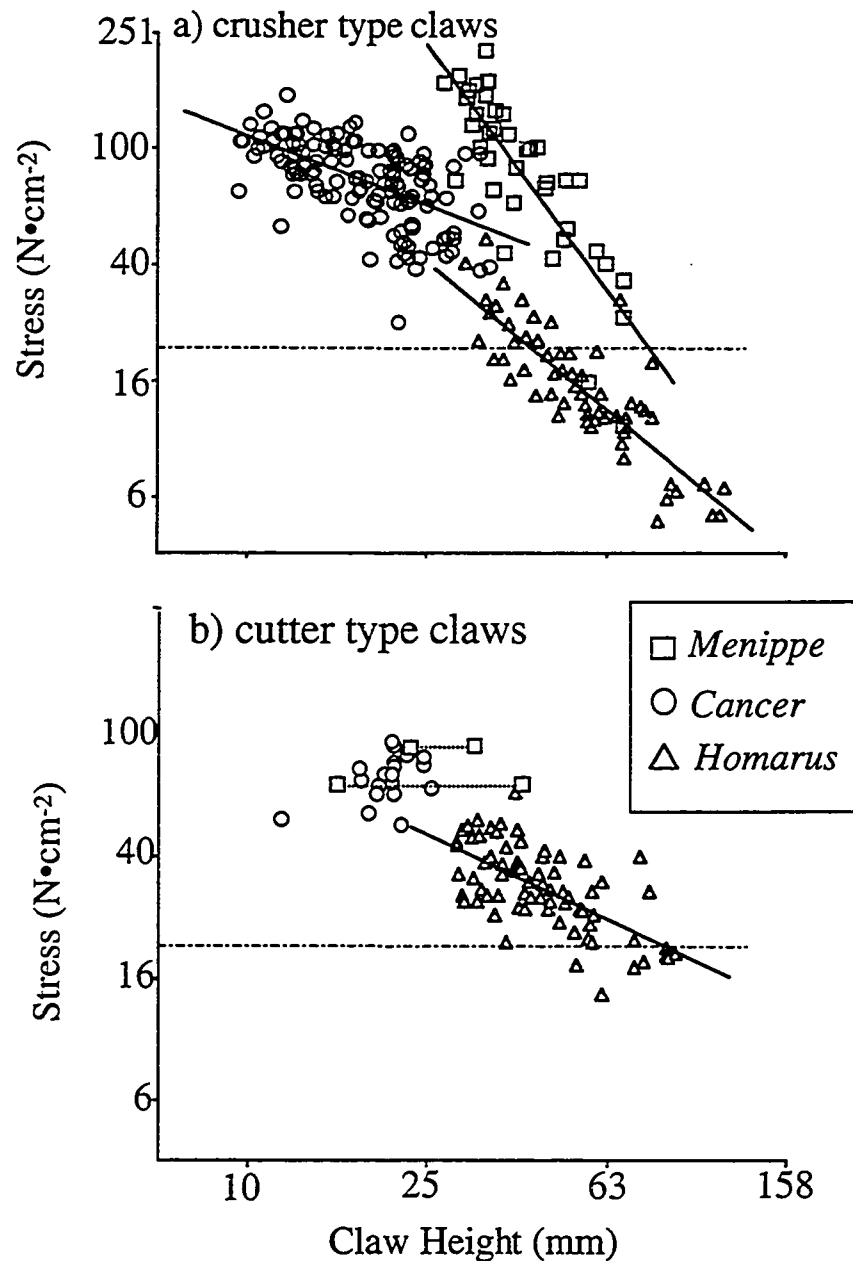 a) crusher type claws
251
100
40
16
6
Stress (N•cm-2)
b) cutter type claws
100
40
16
6
Stress (N•cm-2)
Menippe
Cancer
Homarus
10 25 63 158
Claw Height (mm)